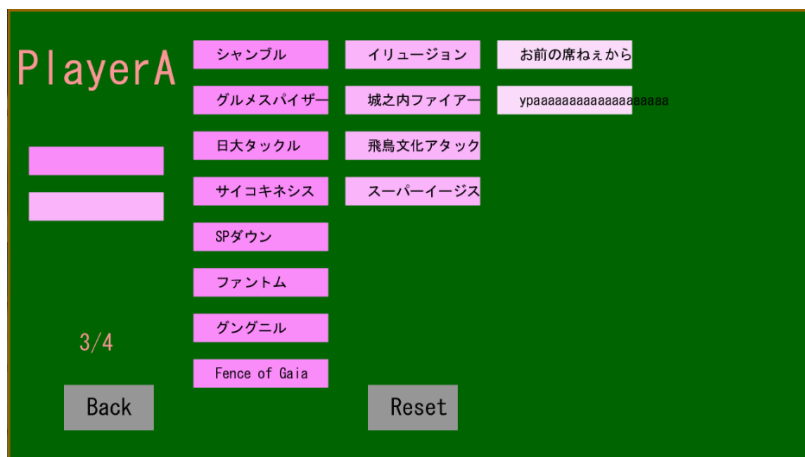 PlayerA
シャンブル
グルメスパイザー
日大タックル
サイコキネシス
SPダウン
ファントム
グングニル
Fence of Gaia
イリュージョン
城之内ファイアー
飛鳥文化アタック
スーパーイージス
お前の席ねぇから
ypaaaaaaaaaaaaaaaaaaaa
3/4
Back
Reset